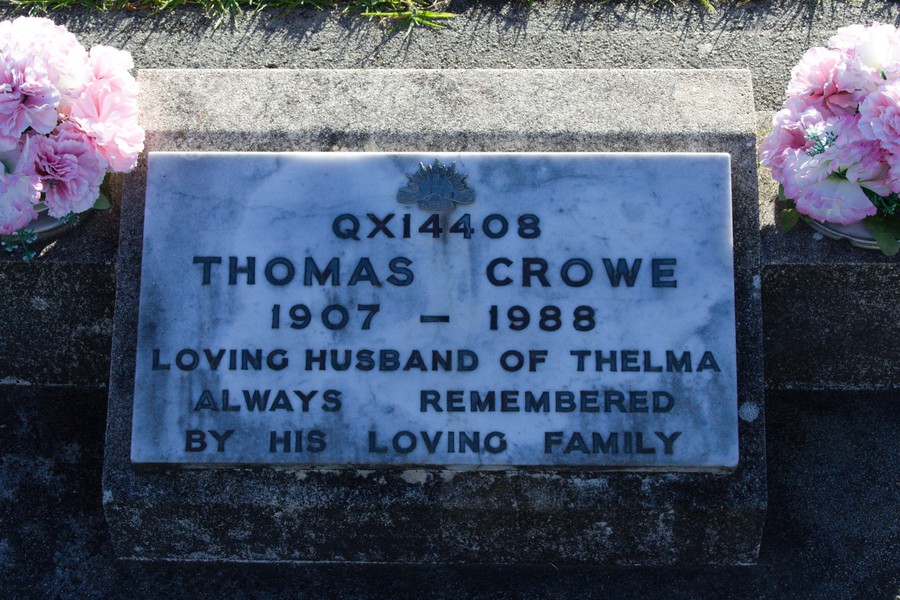 QX14408
THOMAS CROWE
1907 – 1988
LOVING HUSBAND OF THELMA
ALWAYS REMEMBERED
BY HIS LOVING FAMILY